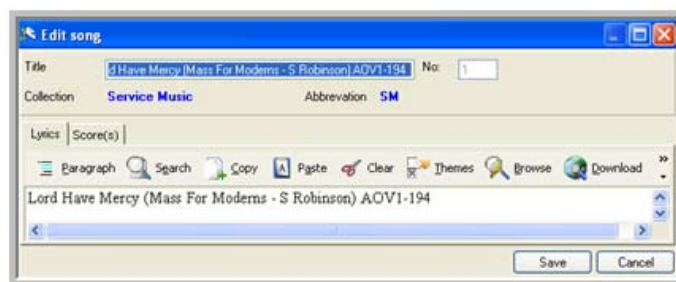 Edit song
Title d Have Mercy (Mass For Moderns - S Robinson) AOV1-194 No: 1
Collection Service Music Abbrevation SM
Lyrics Score(s)
Paragraph Search Copy Paste Clear Themes Browse Download
Lord Have Mercy (Mass For Moderns - S Robinson) AOV1-194
Save Cancel